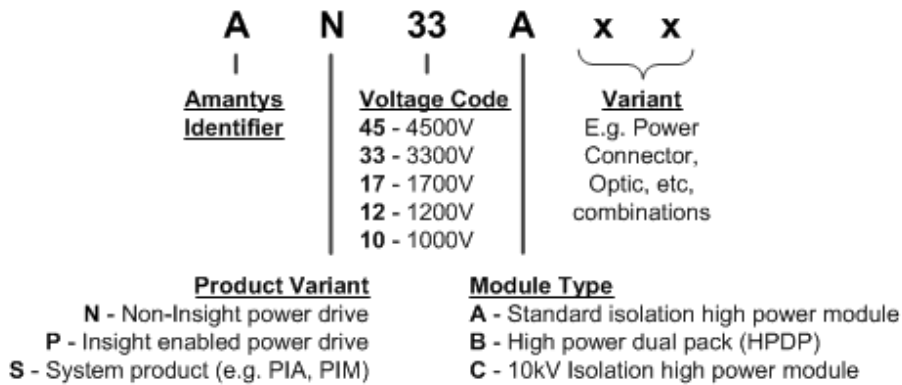 A N 33 A x x
Amantys Identifier
Voltage Code
45 - 4500V
33 - 3300V
17 - 1700V
12 - 1200V
10 - 1000V
Variant
E.g. Power
Connector,
Optic, etc,
combinations
Product Variant
N - Non-Insight power drive
P - Insight enabled power drive
S - System product (e.g. PIA, PIM)
Module Type
A - Standard isolation high power module
B - High power dual pack (HPDP)
C - 10kV Isolation high power module